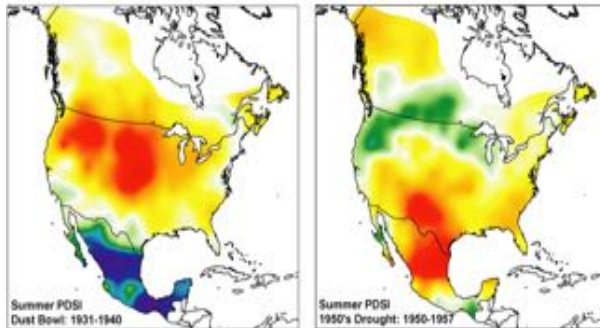 Summer PDSI
Dust Bowl: 1931-1940
Summer PDSI
1950's Drought: 1950-1957